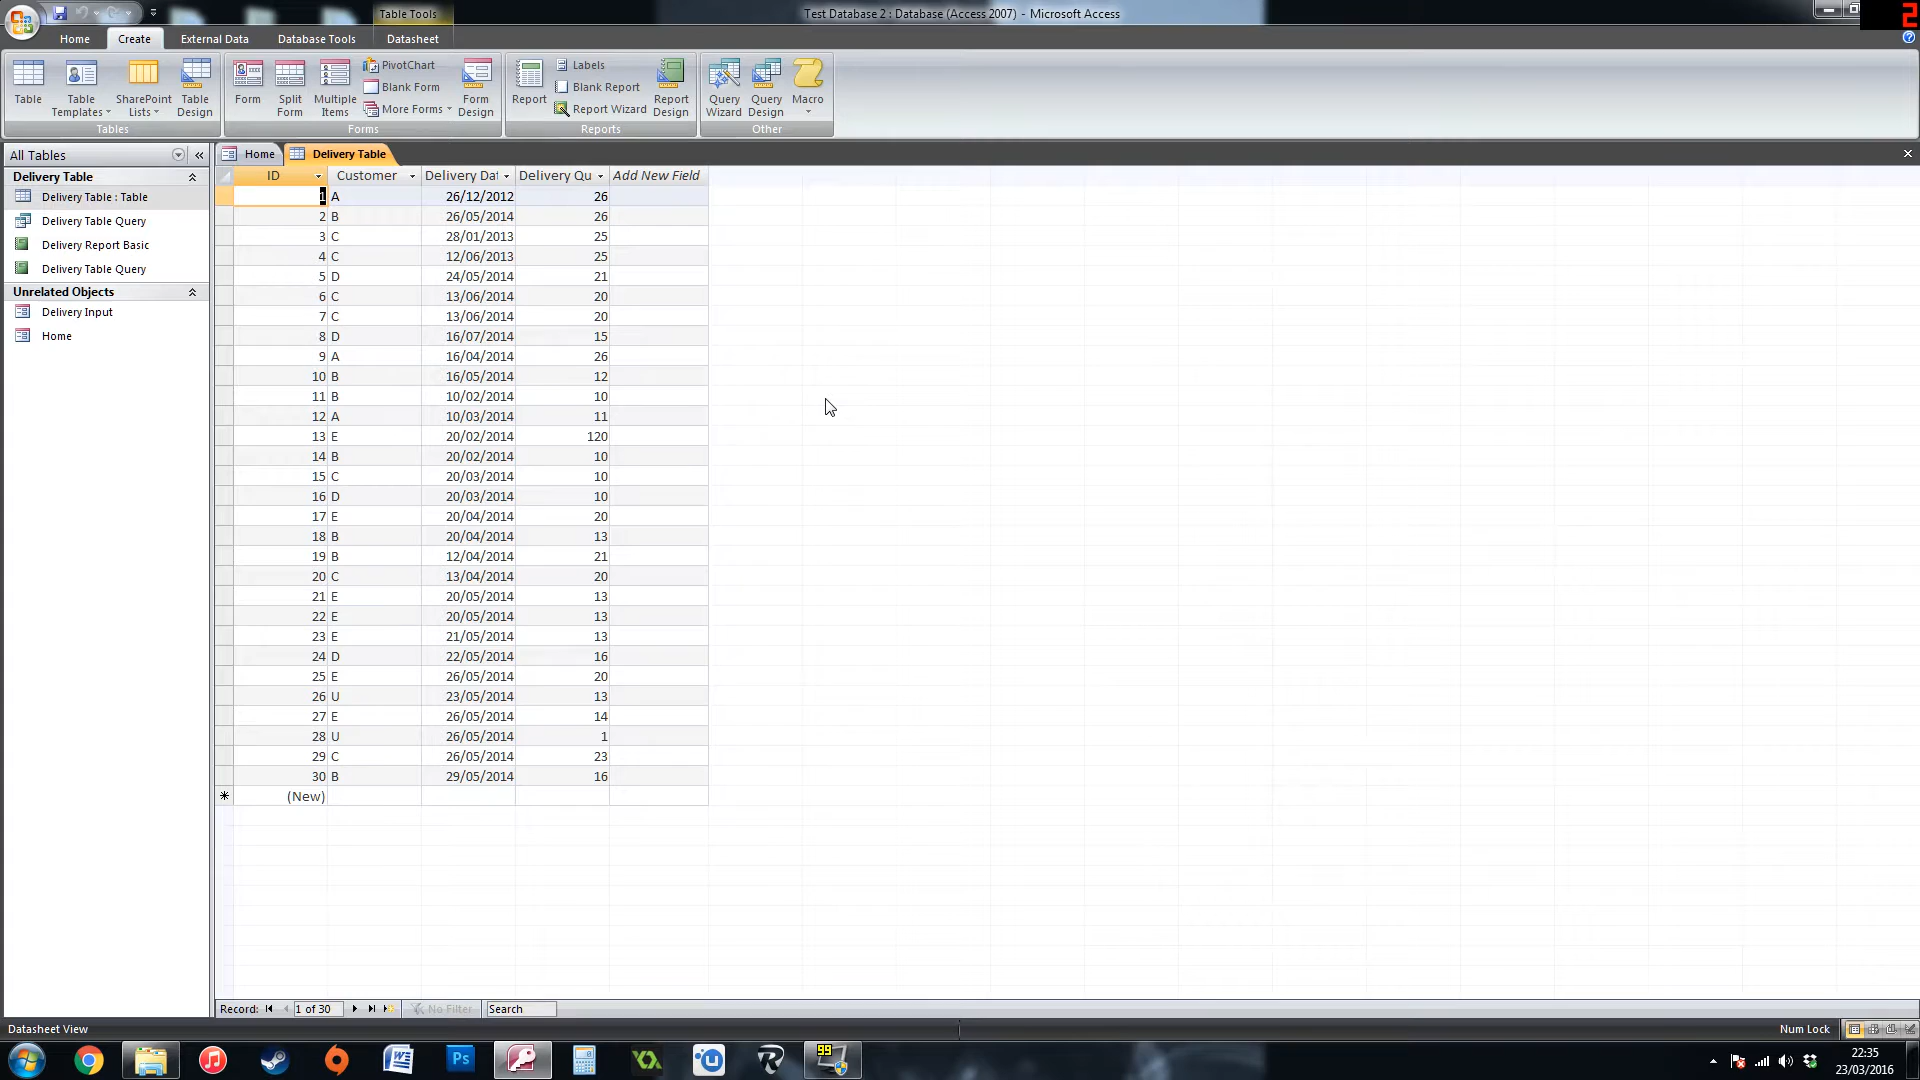 Table Tools
Test Database 2 : Database (Access 2007) - Microsoft Access
2
Home Create External Data Database Tools Datasheet
Table
Table Templates
SharePoint Lists
Table Design
Tables
Form
Split Form
Multiple Items
PivotChart
Blank Form
More Forms
Form Design
Forms
Report
Labels
Blank Report
Report Wizard
Report Design
Reports
Query Wizard
Query Design
Macro
Other
All Tables «
Delivery Table
Delivery Table : Table
Delivery Table Query
Delivery Report Basic
Delivery Table Query
Unrelated Objects
Delivery Input
Home
Home Delivery Table
ID Customer Delivery Dat Delivery Qu Add New Field
1 A 26/12/2012 26
2 B 26/05/2014 26
3 C 28/01/2013 25
4 C 12/06/2013 25
5 D 24/05/2014 21
6 C 13/06/2014 20
7 C 13/06/2014 20
8 D 16/07/2014 15
9 A 16/04/2014 26
10 B 16/05/2014 12
11 B 10/02/2014 10
12 A 10/03/2014 11
13 E 20/02/2014 120
14 B 20/02/2014 10
15 C 20/03/2014 10
16 D 20/03/2014 10
17 E 20/04/2014 20
18 B 20/04/2014 13
19 B 12/04/2014 21
20 C 13/04/2014 20
21 E 20/05/2014 13
22 E 20/05/2014 13
23 E 21/05/2014 13
24 D 22/05/2014 16
25 E 26/05/2014 20
26 U 23/05/2014 13
27 E 26/05/2014 14
28 U 26/05/2014 1
29 C 26/05/2014 23
30 B 29/05/2014 16
* (New)
Record: 1 of 30 No Filter Search
Datasheet View
Num Lock
Ps
99
22:35
23/03/2016